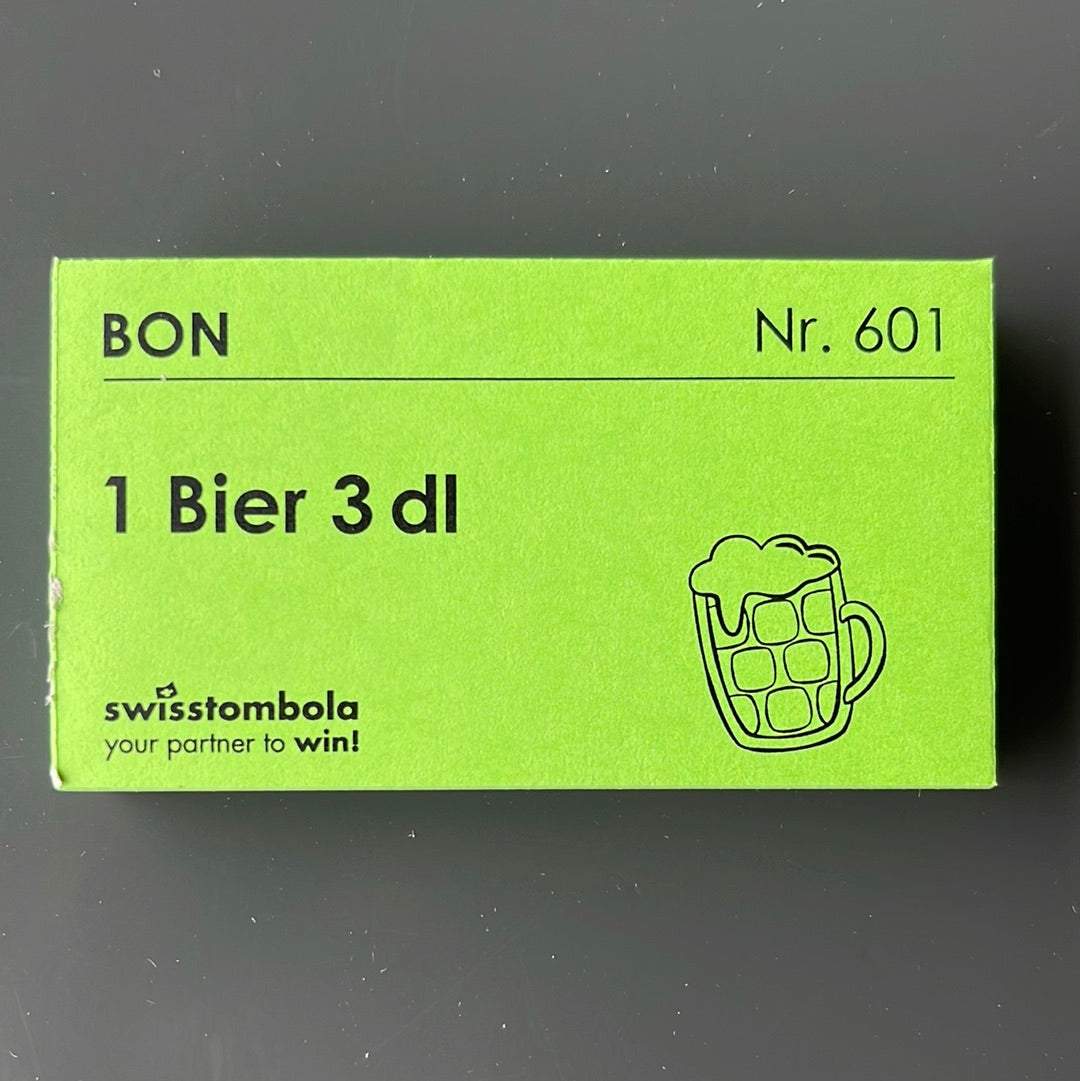 BON
Nr. 601
1 Bier 3 dl
swisstombola
your partner to win!